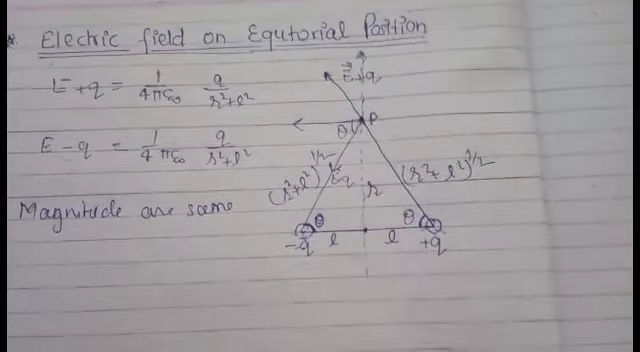 Electric field on Equtorial Position
E+q = 1/4πε₀ q/r²+l²
E-q = 1/4πε₀ q/r²+l²
Magnitude are same
E⃗+q
P
θ
(r²+l²)^1/2
E⃗q
r
(r²+l²)^1/2
θ
θ
-q
l
l
+q